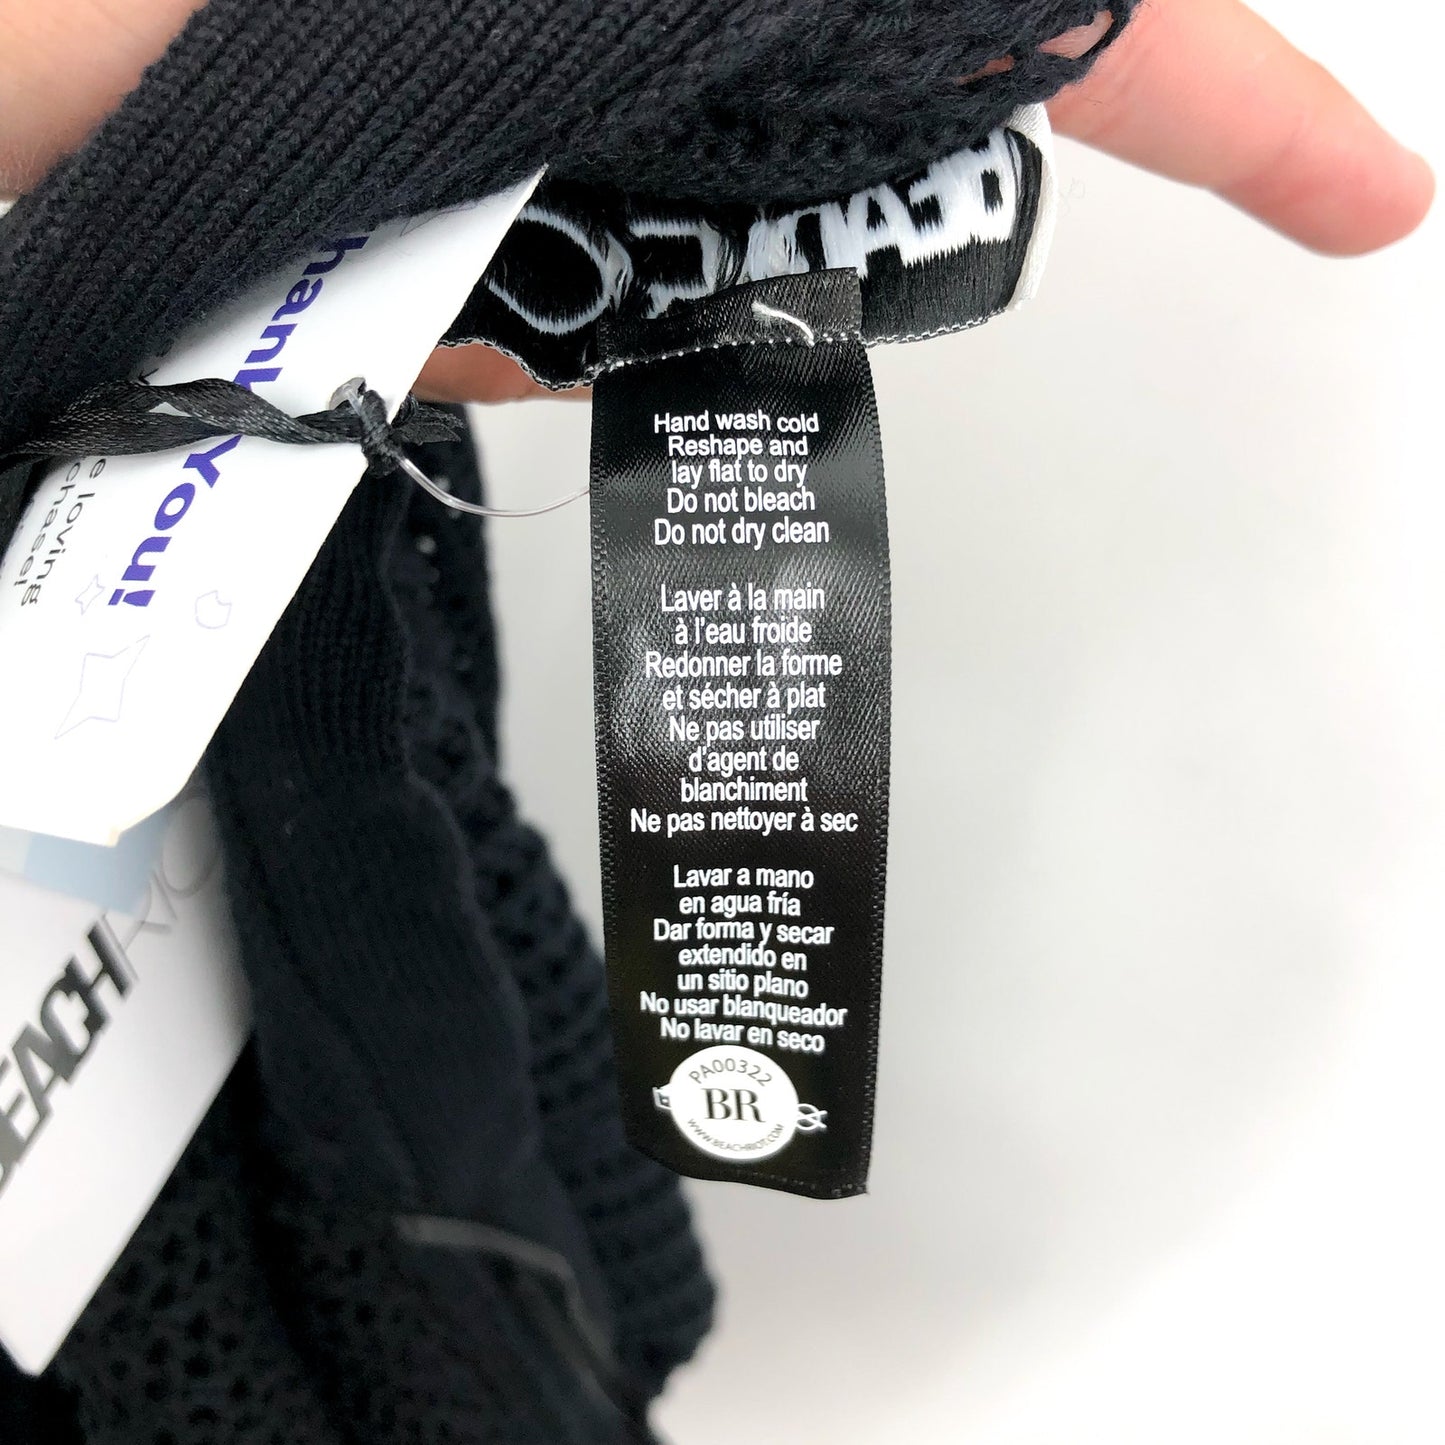 Hand wash cold
Reshape and
lay flat to dry
Do not bleach
Do not dry clean
Laver à la main
à l'eau froide
Redonner la forme
et sécher à plat
Ne pas utiliser
d'agent de
blanchiment
Ne pas nettoyer à sec
Lavar a mano
en agua fría
Dar forma y secar
extendido en
un sitio plano
No usar blanqueador
No lavar en seco
PA00322
BR
WWW.BEACHRIOT.COM
You!
loving
BEACHRIO